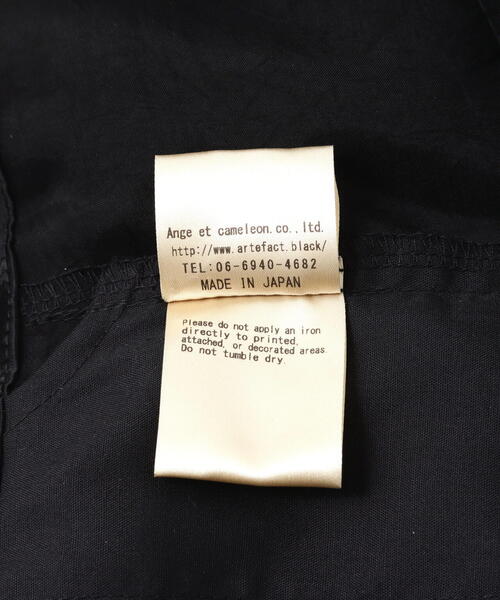 Ange et cameleon.co.,ltd.
http://www.artefact.black/
TEL:06-6940-4682
MADE IN JAPAN
Please do not apply an iron
directly to printed,
attached, or decorated areas.
Do not tumble dry.